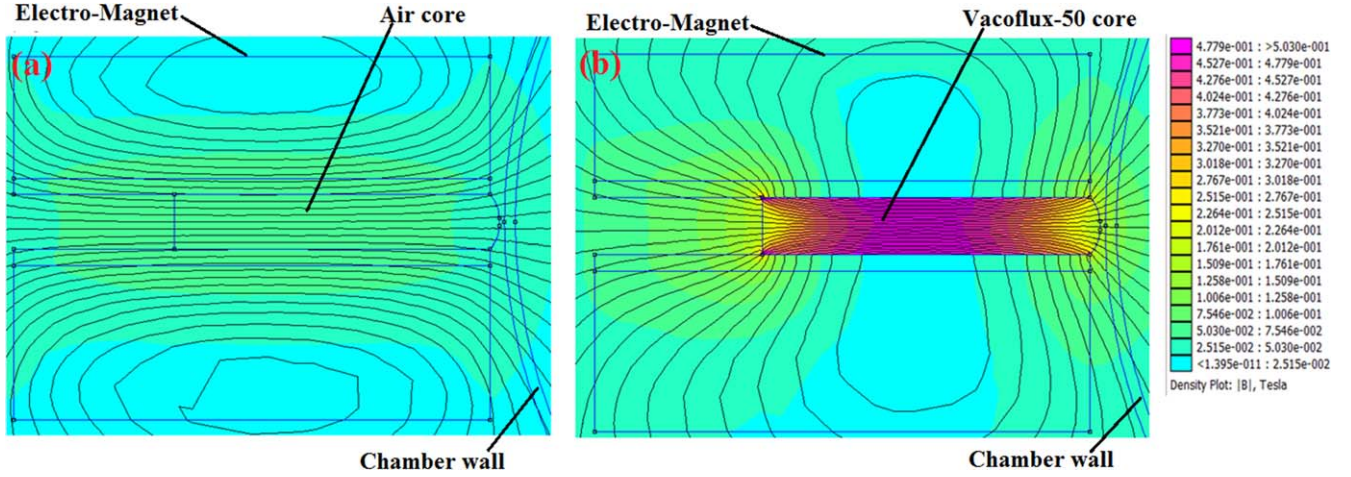 Electro-Magnet
Air core
(a)
Chamber wall
Electro-Magnet
Vacoflux-50 core
(b)
Chamber wall
4.779e-001 : >5.030e-001
4.527e-001 : 4.779e-001
4.276e-001 : 4.527e-001
4.024e-001 : 4.276e-001
3.773e-001 : 4.024e-001
3.521e-001 : 3.773e-001
3.270e-001 : 3.521e-001
3.018e-001 : 3.270e-001
2.767e-001 : 3.018e-001
2.515e-001 : 2.767e-001
2.264e-001 : 2.515e-001
2.012e-001 : 2.264e-001
1.761e-001 : 2.012e-001
1.509e-001 : 1.761e-001
1.258e-001 : 1.509e-001
1.006e-001 : 1.258e-001
7.546e-002 : 1.006e-001
5.030e-002 : 7.546e-002
2.515e-002 : 5.030e-002
<1.395e-011 : 2.515e-002
Density Plot: |B|, Tesla